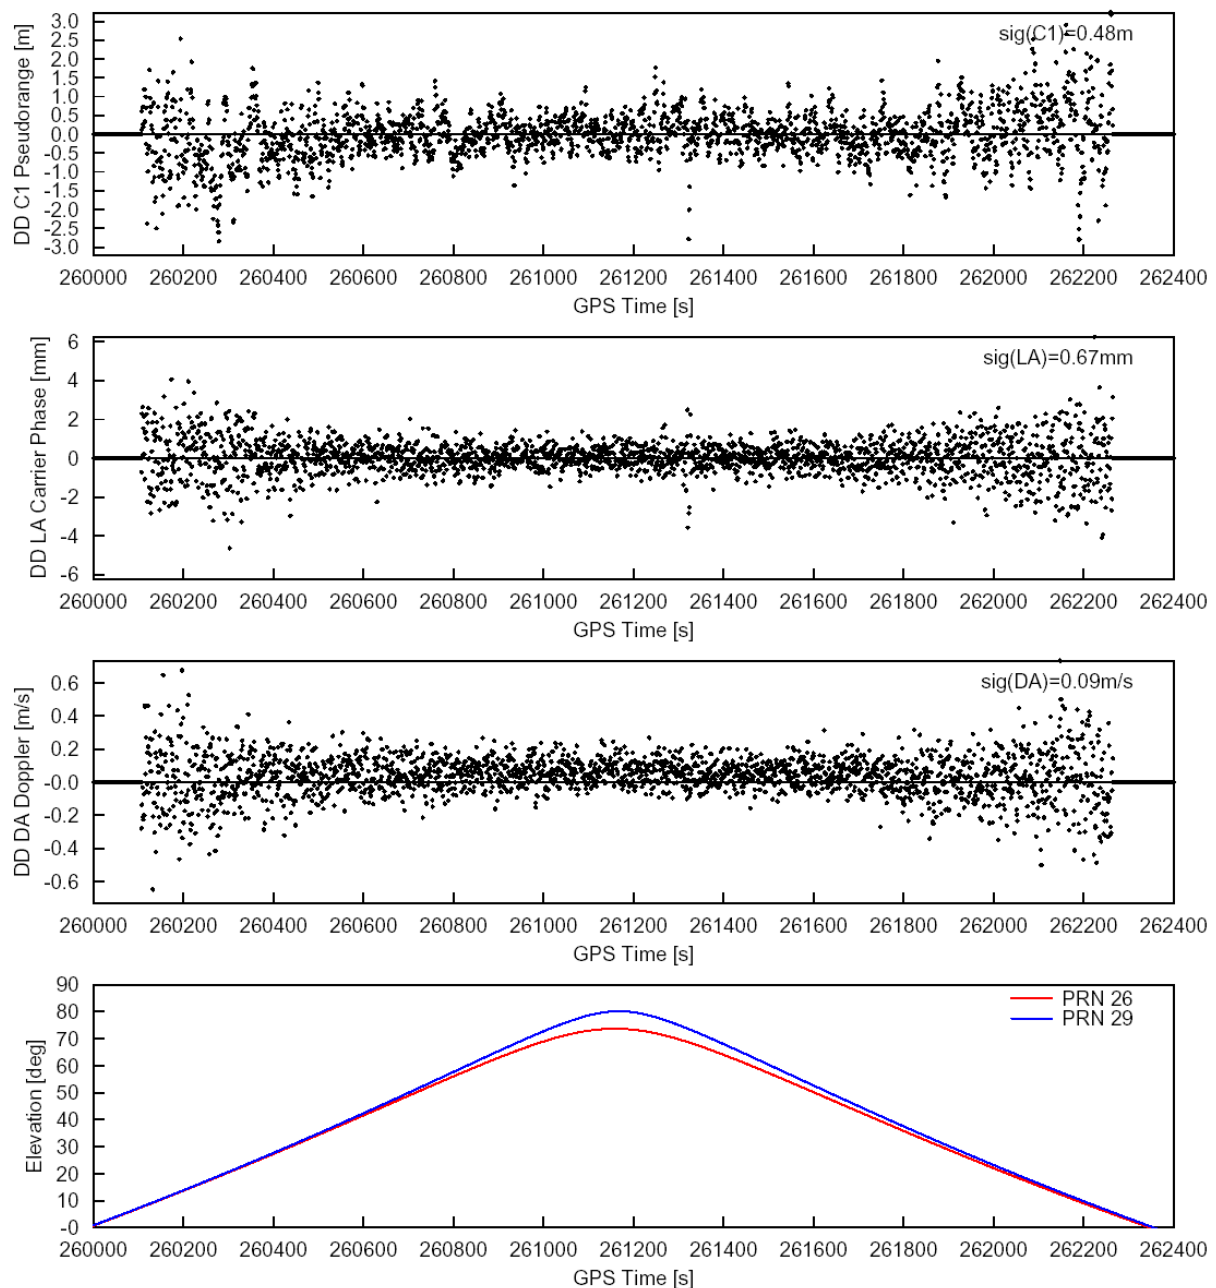 3.0
2.5
2.0
1.5
1.0
0.5
0.0
-0.5
-1.0
-1.5
-2.0
-2.5
-3.0
DD C1 Pseudorange [m]
sig(C1)=0.48m
260000 260200 260400 260600 260800 261000 261200 261400 261600 261800 262000 262200 262400
GPS Time [s]
6
4
2
0
-2
-4
-6
DD LA Carrier Phase [mm]
sig(LA)=0.67mm
260000 260200 260400 260600 260800 261000 261200 261400 261600 261800 262000 262200 262400
GPS Time [s]
0.6
0.4
0.2
-0.0
-0.2
-0.4
-0.6
DD DA Doppler [m/s]
sig(DA)=0.09m/s
260000 260200 260400 260600 260800 261000 261200 261400 261600 261800 262000 262200 262400
GPS Time [s]
90
80
70
60
50
40
30
20
10
-0
Elevation [deg]
PRN 26
PRN 29
260000 260200 260400 260600 260800 261000 261200 261400 261600 261800 262000 262200 262400
GPS Time [s]